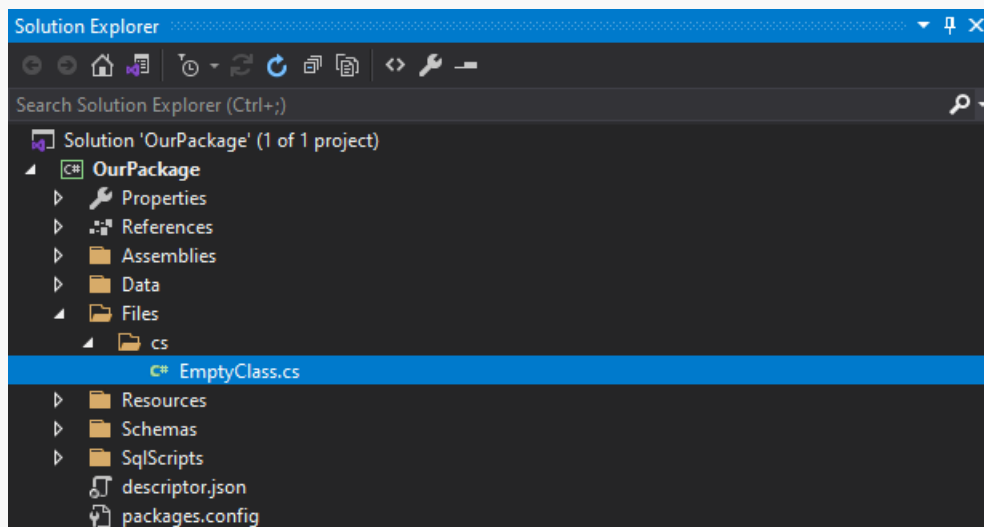 Solution Explorer
Search Solution Explorer (Ctrl+;)
Solution 'OurPackage' (1 of 1 project)
C# OurPackage
Properties
References
Assemblies
Data
Files
cs
C# EmptyClass.cs
Resources
Schemas
SqlScripts
descriptor.json
packages.config